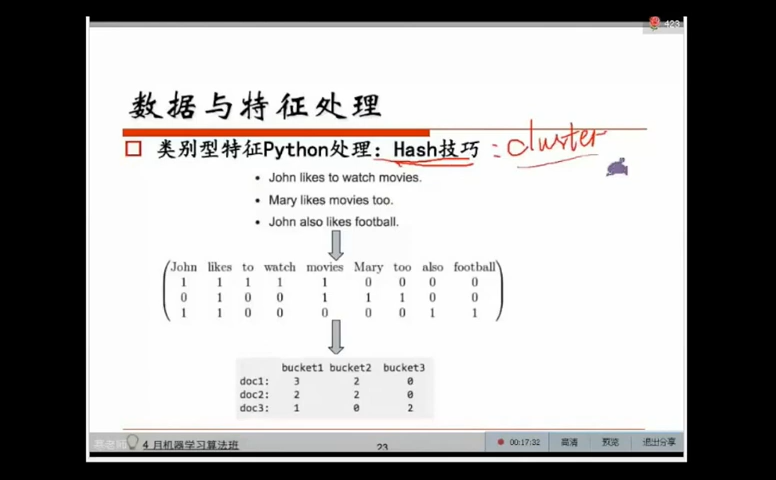 423
数据与特征处理
类别型特征Python处理：Hash技巧 : cluster
• John likes to watch movies.
• Mary likes movies too.
• John also likes football.
John likes to watch movies Mary too also football
1 1 1 1 1 0 0 0 0
0 1 0 0 1 1 1 0 0
1 1 0 0 0 0 0 1 1
bucket1 bucket2 bucket3
doc1: 3 2 0
doc2: 2 2 0
doc3: 1 0 2
4 月机器学习算法班 23 00:17:32 高清 预览 退出分享